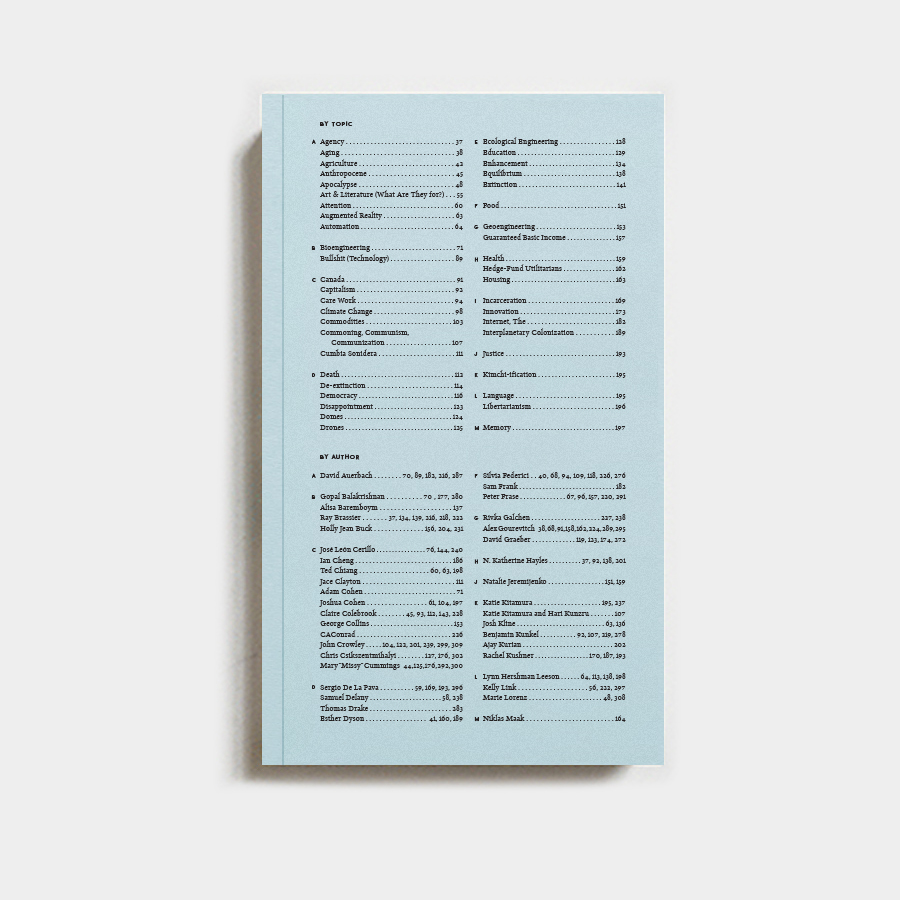 BY TOPIC
A Agency 37
Aging 38
Agriculture 42
Anthropocene 45
Apocalypse 48
Art & Literature (What Are They for?) 55
Attention 60
Augmented Reality 63
Automation 64
B Bioengineering 71
Bullshit (Technology) 89
C Canada 91
Capitalism 92
Care Work 94
Climate Change 98
Commodities 103
Commoning, Communism,
Communization 107
Cumbia Sonidera 111
D Death 112
De-extinction 114
Democracy 116
Disappointment 123
Domes 124
Drones 125
E Ecological Engineering 128
Education 129
Enhancement 134
Equilibrium 138
Extinction 141
F Food 151
G Geoengineering 153
Guaranteed Basic Income 157
H Health 159
Hedge-Fund Utilitarians 162
Housing 163
I Incarceration 169
Innovation 173
Internet, The 182
Interplanetary Colonization 189
J Justice 193
K Kimchi-ification 195
L Language 195
Libertarianism 196
M Memory 197
BY AUTHOR
A David Auerbach 70, 89, 182, 216, 287
B Gopal Balakrishnan 70, 177, 280
Alisa Baremboym 137
Ray Brassier 37, 134, 139, 216, 218, 222
Holly Jean Buck 156, 204, 231
C José León Cerillo 76, 144, 240
Ian Cheng 186
Ted Chiang 60, 63, 198
Jace Clayton 111
Adam Cohen 71
Joshua Cohen 61, 104, 197
Claire Colebrook 45, 93, 112, 143, 228
George Collins 153
CAConrad 226
John Crowley 104, 122, 201, 239, 299, 309
Chris Csikszentmihalyi 127, 176, 302
Mary "Missy" Cummings 44, 125, 176, 292, 300
D Sergio De La Pava 59, 169, 193, 296
Samuel Delany 58, 238
Thomas Drake 283
Esther Dyson 41, 160, 189
F Silvia Federici 40, 68, 94, 109, 118, 226, 276
Sam Frank 182
Peter Frase 67, 96, 157, 220, 291
G Rivka Galchen 227, 238
Alex Gourevitch 38, 68, 91, 158, 162, 224, 289, 295
David Graeber 119, 123, 174, 272
H N. Katherine Hayles 37, 92, 138, 201
J Natalie Jeremijenko 151, 159
K Katie Kitamura 195, 237
Katie Kitamura and Hari Kunzru 107
Josh Kline 63, 136
Benjamin Kunkel 92, 107, 219, 278
Ajay Kurian 202
Rachel Kushner 170, 187, 193
L Lynn Hershman Leeson 64, 113, 138, 198
Kelly Link 56, 222, 297
Marie Lorenz 48, 308
M Niklas Maak 164